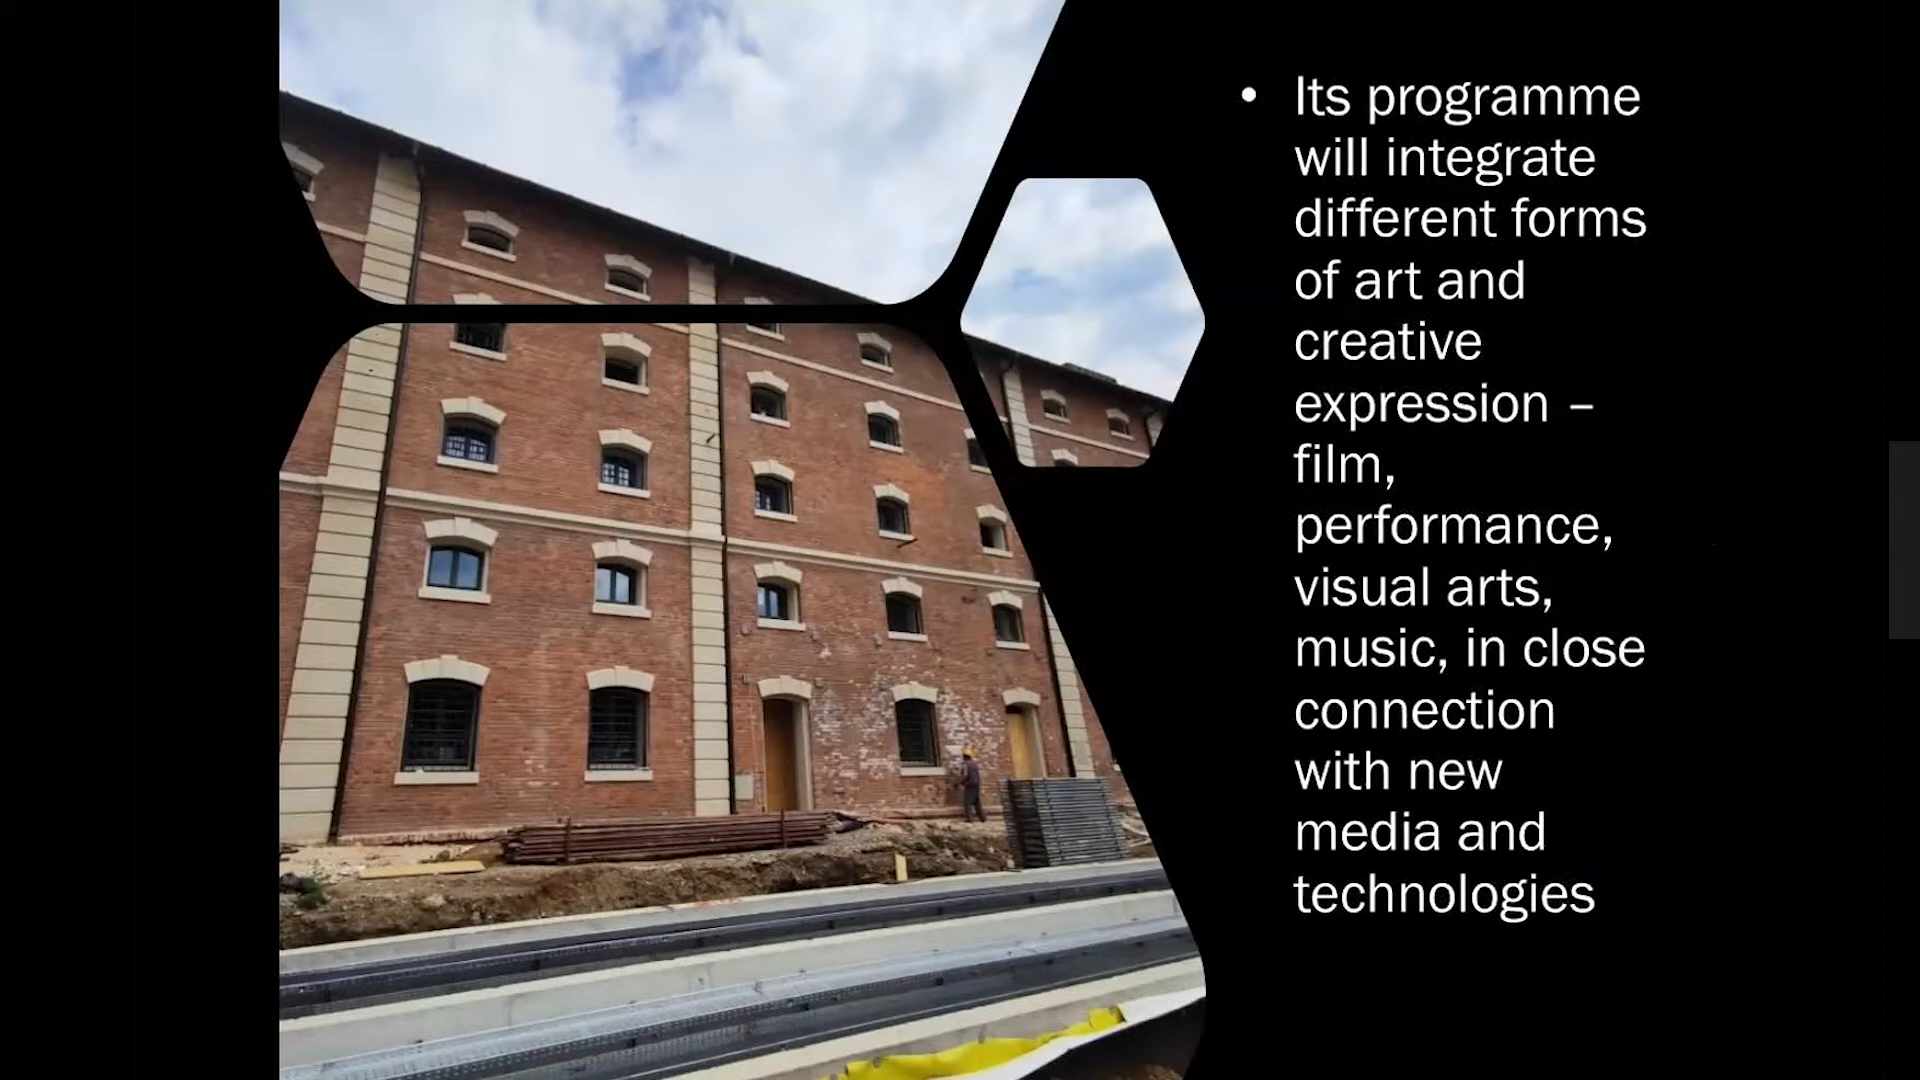 • Its programme
will integrate
different forms
of art and
creative
expression –
film,
performance,
visual arts,
music, in close
connection
with new
media and
technologies